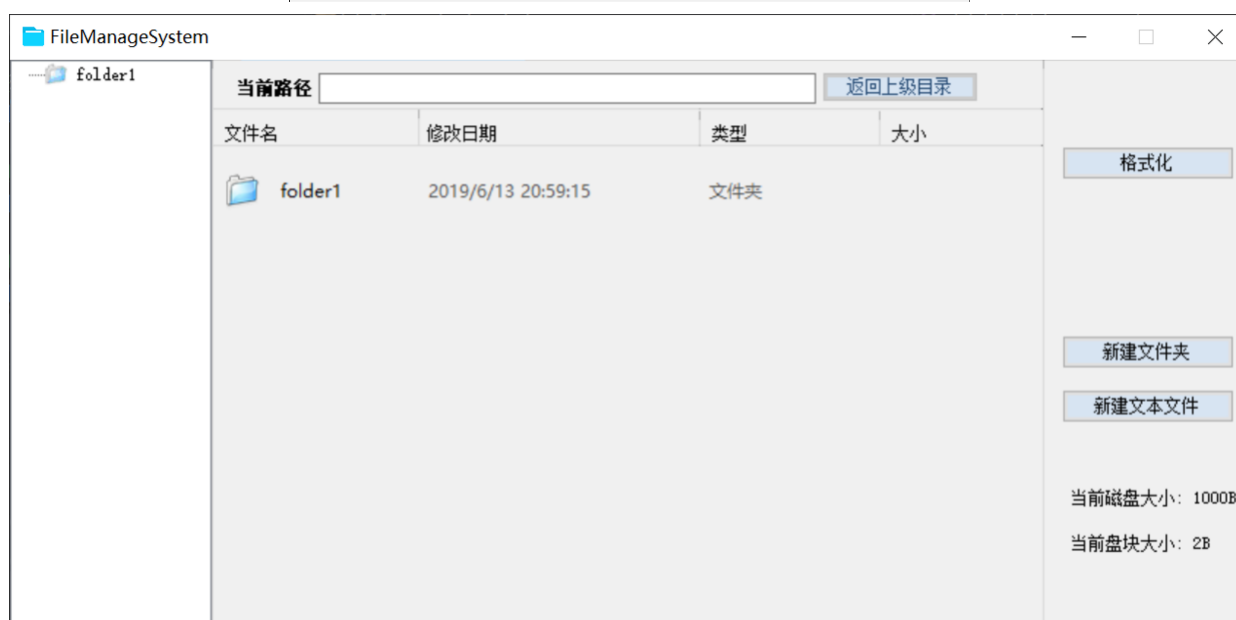 FileManageSystem
folder1
当前路径 返回上级目录
文件名 修改日期 类型 大小
folder1 2019/6/13 20:59:15 文件夹
格式化
新建文件夹
新建文本文件
当前磁盘大小: 1000B
当前盘块大小: 2B